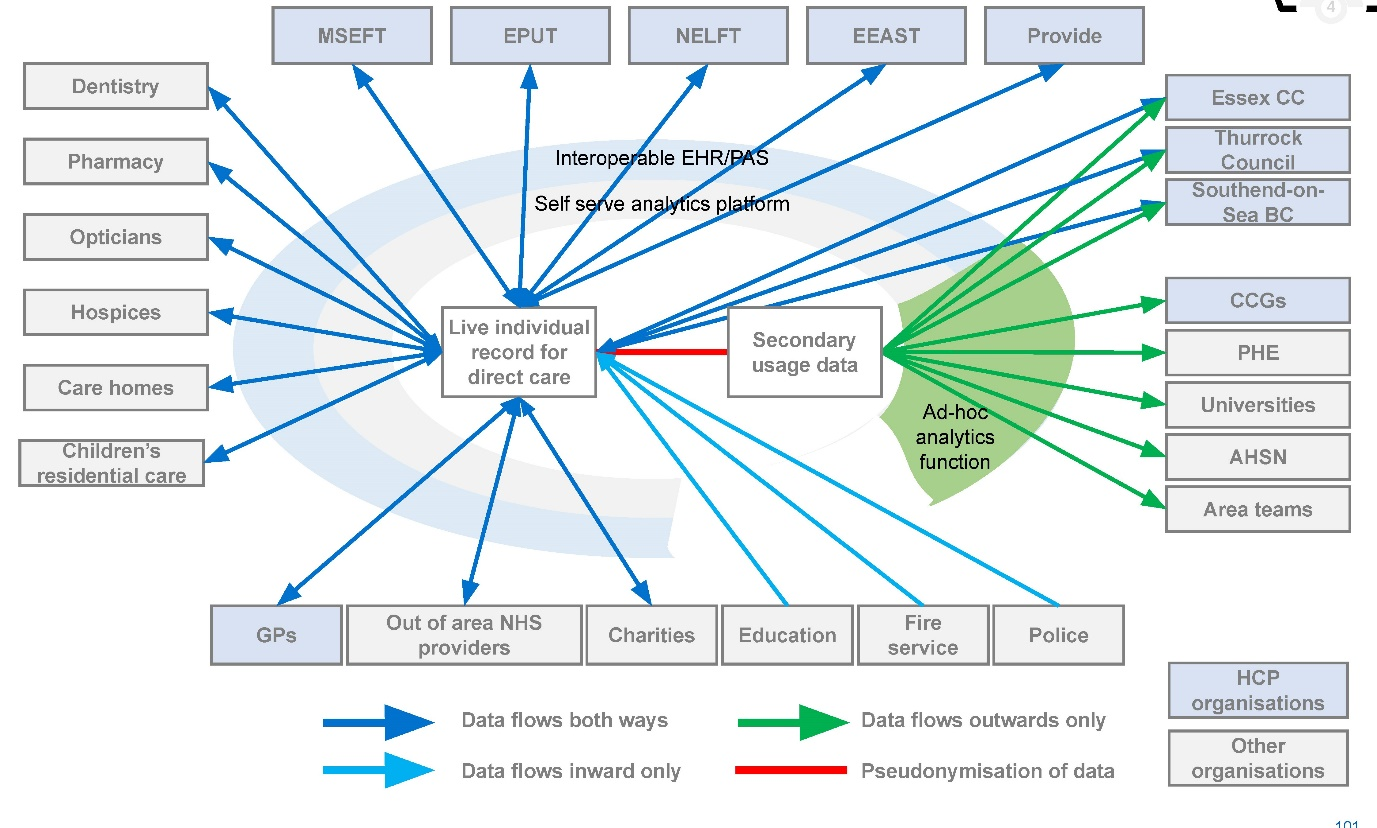 4
MSEFT
EPUT
NELFT
EEAST
Provide
Dentistry
Pharmacy
Opticians
Hospices
Care homes
Children's
residential care
Essex CC
Thurrock
Council
Southend-on-
Sea BC
CCGs
PHE
Universities
AHSN
Area teams
Interoperable EHR/PAS
Self serve analytics platform
Live individual
record for
direct care
Secondary
usage data
Ad-hoc
analytics
function
GPs
Out of area NHS
providers
Charities
Education
Fire
service
Police
Data flows both ways
Data flows outwards only
Data flows inward only
Pseudonymisation of data
HCP
organisations
Other
organisations
101